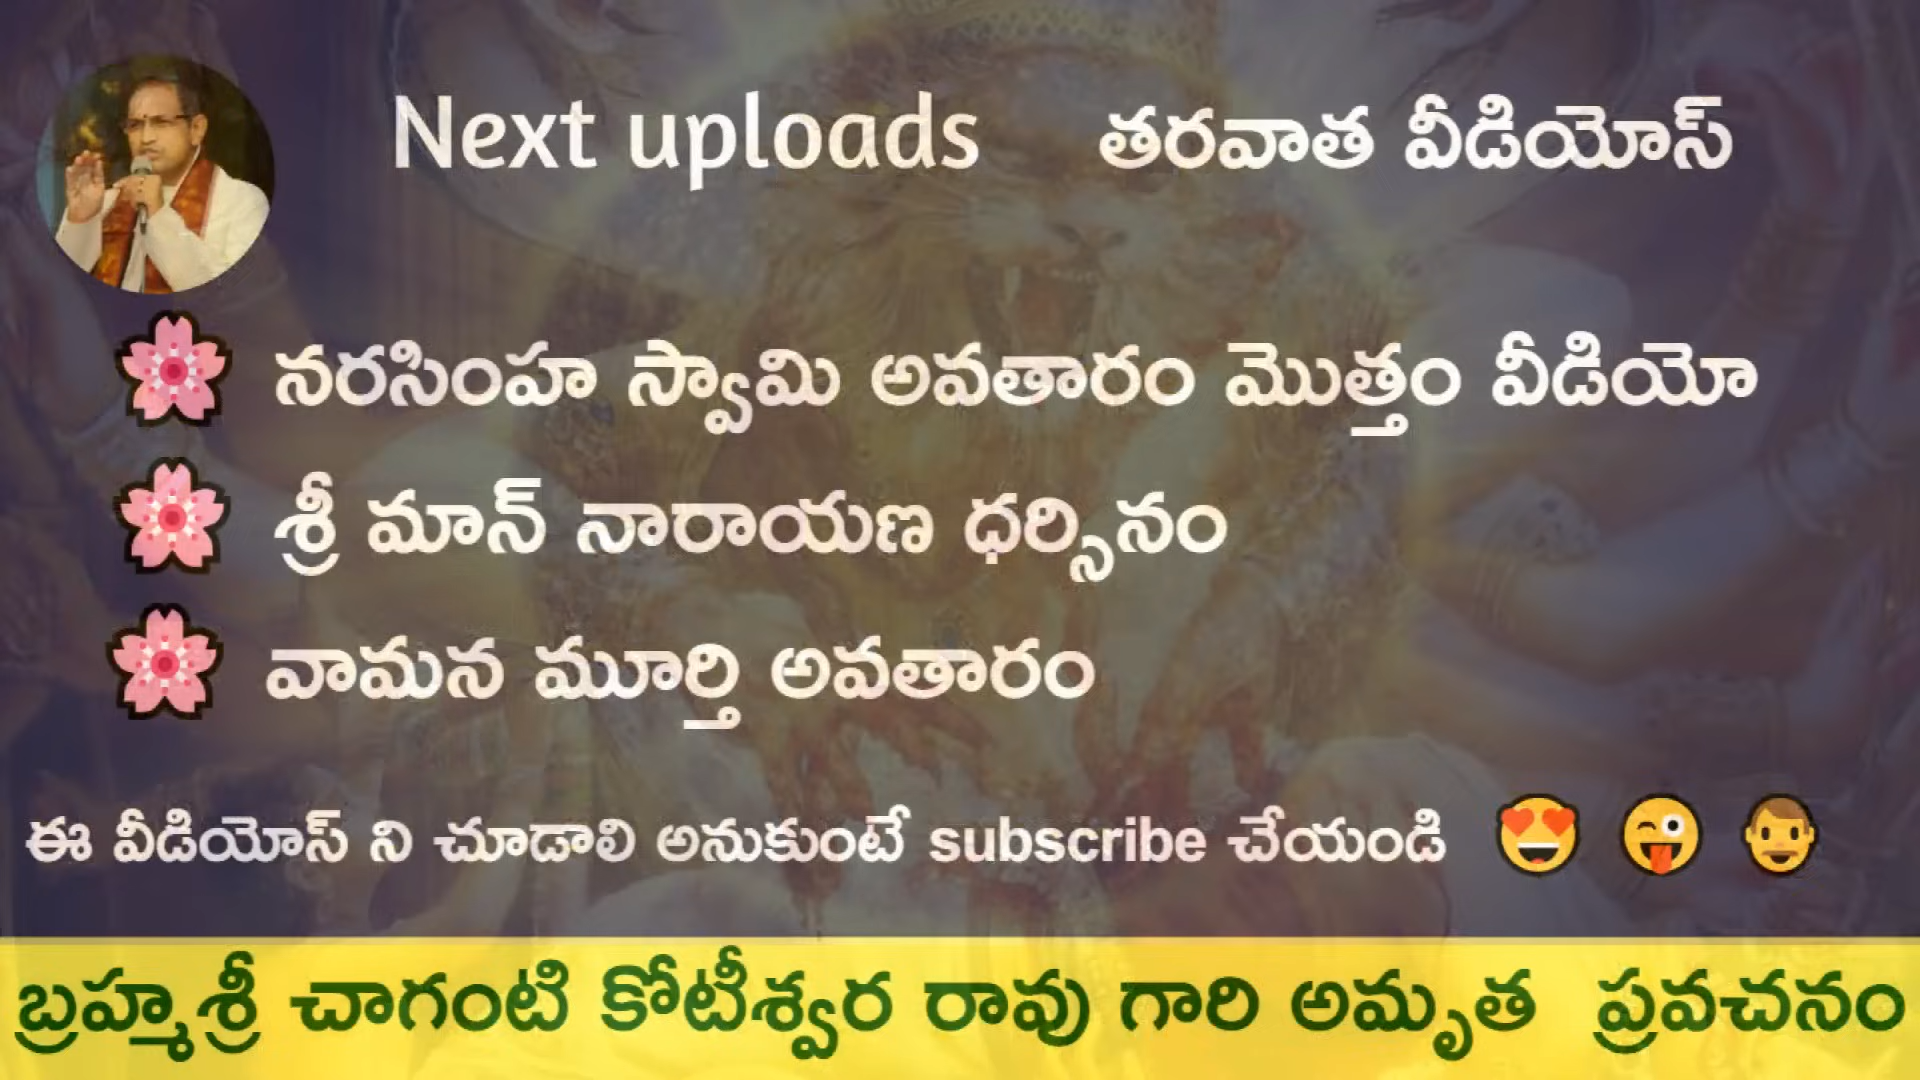 Next uploads తరవాత వీడియోస్
నరసింహ స్వామి అవతారం మొత్తం వీడియో
శ్రీ మాన్ నారాయణ ధర్సినం
వామన మూర్తి అవతారం
ఈ వీడియోస్ ని చూడాలి అనుకుంటే subscribe చేయండి
బ్రహ్మశ్రీ చాగంటి కోటీశ్వర రావు గారి అమృత ప్రవచనం